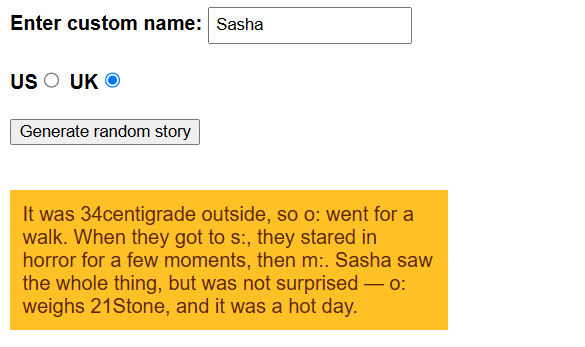 Enter custom name: Sasha
US UK
Generate random story
It was 34centigrade outside, so o: went for a
walk. When they got to s:, they stared in
horror for a few moments, then m:. Sasha saw
the whole thing, but was not surprised — o:
weighs 21Stone, and it was a hot day.